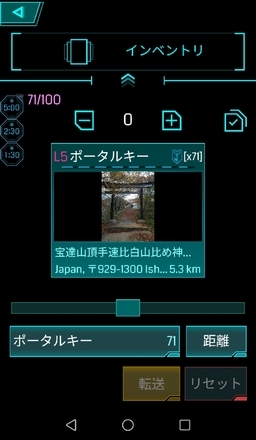 インベントリ
71/100
5:00
2:30
1:30
0
L5 ポータルキー [x71]
宝達山頂手速比白山比め神...
Japan, 〒929-1300 Ish... 5.3 km
ポータルキー 71
距離
転送
リセット